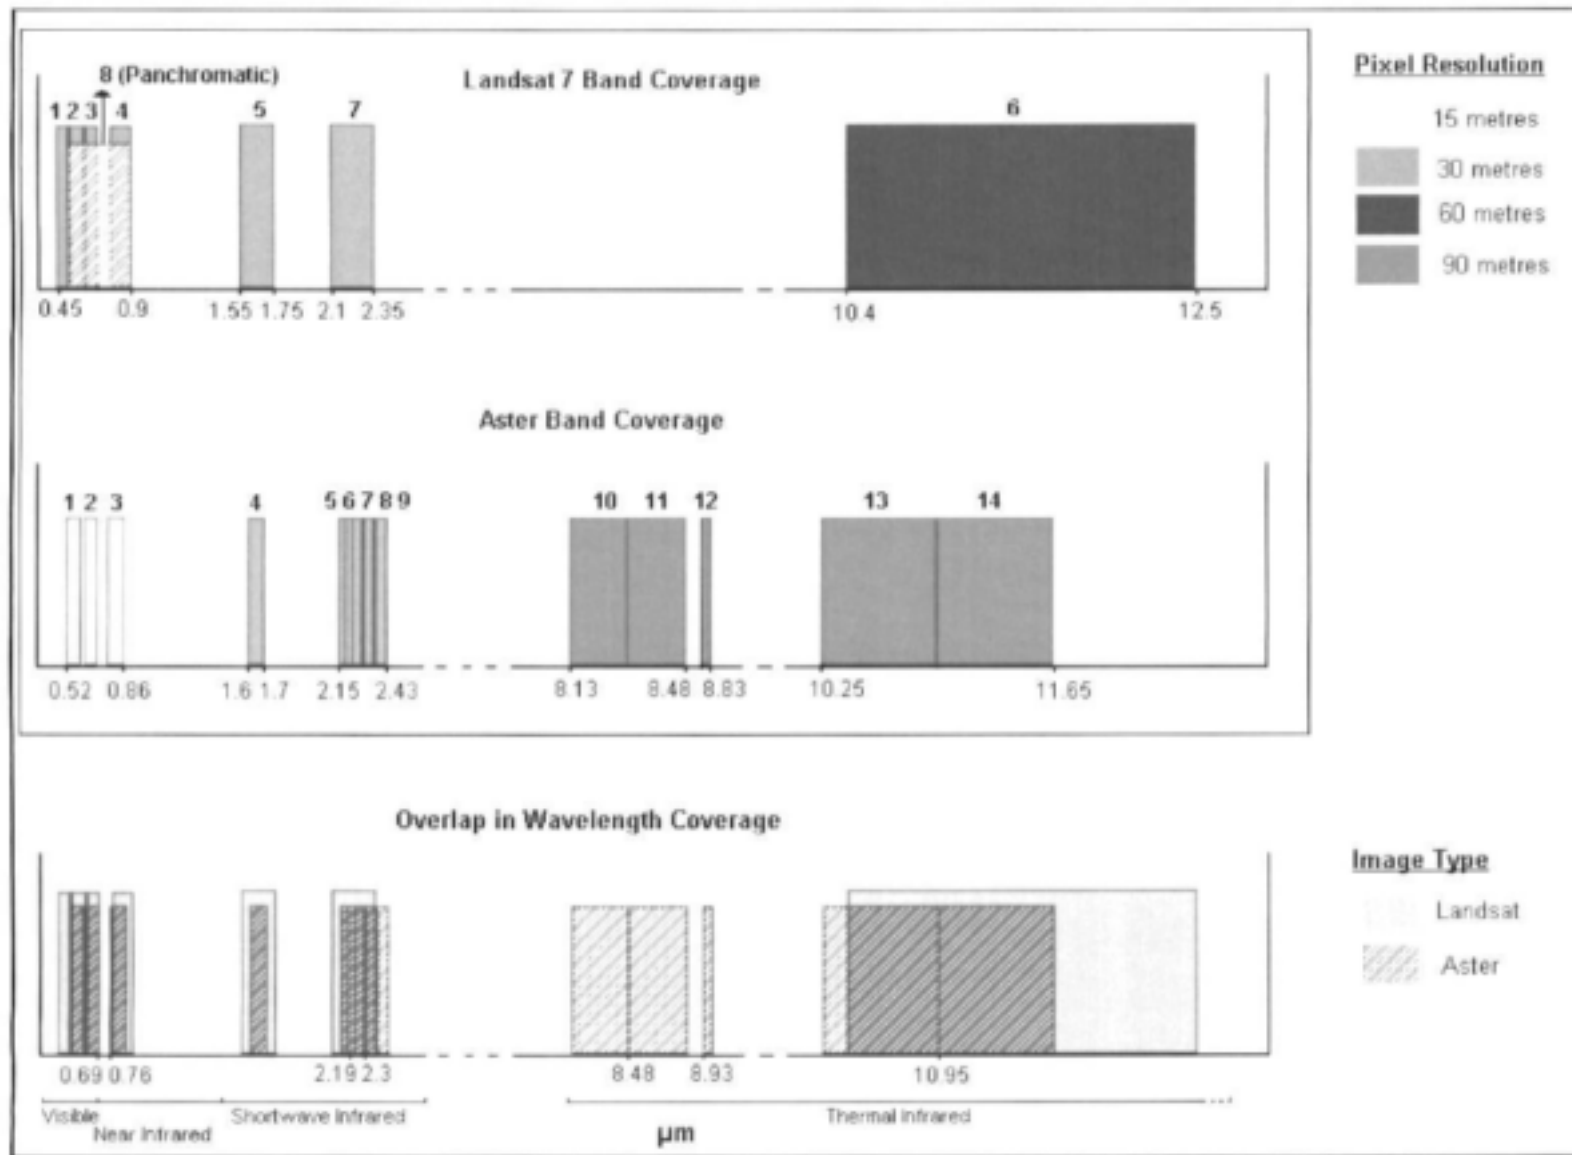 8 (Panchromatic)
Landsat 7 Band Coverage
1 2 3 4 5 7 6
0.45 0.9 1.55 1.75 2.1 2.35 10.4 12.5
Pixel Resolution
15 metres
30 metres
60 metres
90 metres
Aster Band Coverage
1 2 3 4 5 6 7 8 9 10 11 12 13 14
0.52 0.86 1.6 1.7 2.15 2.43 8.13 8.48 8.83 10.25 11.65
Overlap in Wavelength Coverage
0.69 0.76 2.19 2.3 8.48 8.93 10.95
Visible Near Infrared Shortwave Infrared Thermal Infrared
µm
Image Type
Landsat
Aster